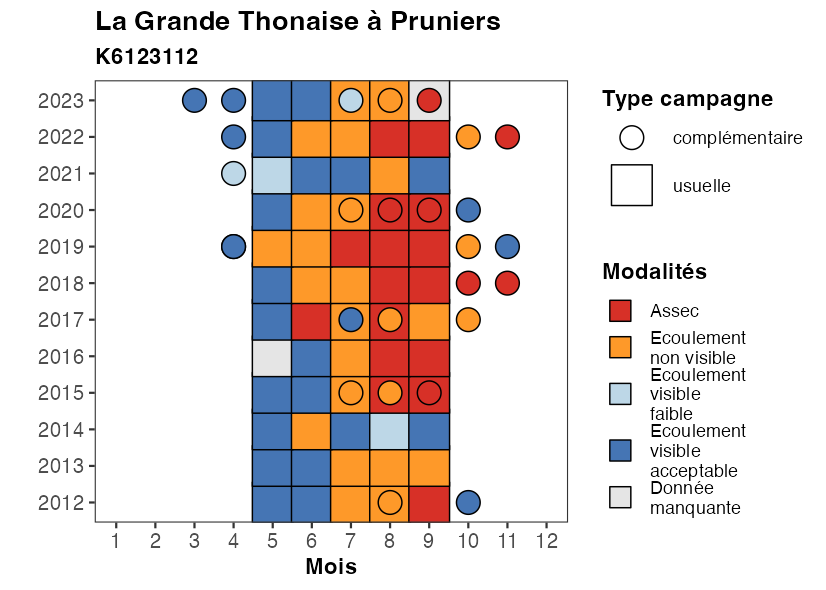 La Grande Thonaise à Pruniers
K6123112
2023
2022
2021
2020
2019
2018
2017
2016
2015
2014
2013
2012
1 2 3 4 5 6 7 8 9 10 11 12
Mois
Type campagne
complémentaire
usuelle
Modalités
Assec
Ecoulement
non visible
Ecoulement
visible
faible
Ecoulement
visible
acceptable
Donnée
manquante